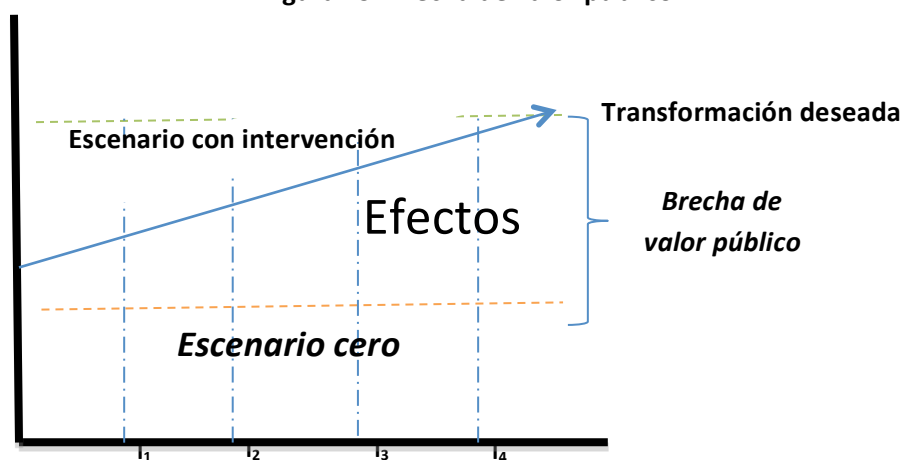 Transformación deseada
Escenario con intervención
Efectos
Brecha de
valor público
Escenario cero
I₁ I₂ I₃ I₄